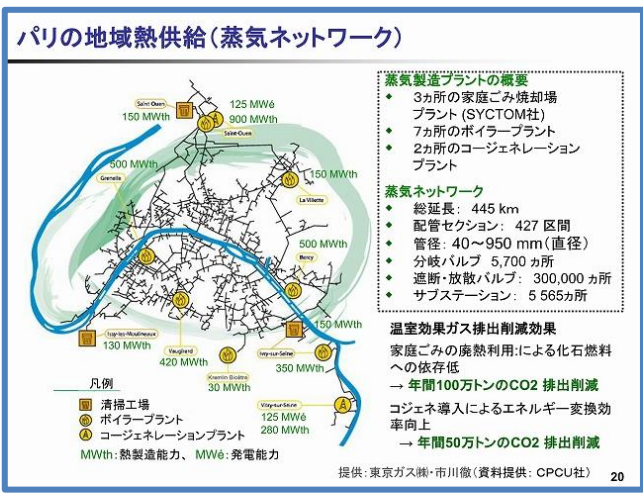 パリの地域熱供給(蒸気ネットワーク)
Saint Ouen
150 MWth
125 MWé
900 MWth
Saint-Ouen
500 MWth
Grenelle
150 MWth
La Villette
500 MWth
Bercy
Issy-les-Moulineaux
130 MWth
Vaugirard
420 MWth
Kremlin Bicêtre
30 MWth
150 MWth
Ivry-sur-Seine
350 MWth
Vitry-sur-Seine
125 MWé
280 MWth
凡例
清掃工場
ボイラープラント
コージェネレーションプラント
MWth:熱製造能力、MWé:発電能力
蒸気製造プラントの概要
◆ 3ヵ所の家庭ごみ焼却場
プラント (SYCTOM社)
◆ 7ヵ所のボイラープラント
◆ 2ヵ所のコージェネレーション
プラント
蒸気ネットワーク
◆ 総延長: 445 km
◆ 配管セクション: 427 区間
◆ 管径: 40~950 mm(直径)
◆ 分岐バルブ 5,700 ヵ所
◆ 遮断・放散バルブ: 300,000 ヵ所
◆ サブステーション: 5 565ヵ所
温室効果ガス排出削減効果
家庭ごみの廃熱利用:による化石燃料
への依存低
→ 年間100万トンのCO2 排出削減
コジェネ導入によるエネルギー変換効
率向上
→ 年間50万トンのCO2 排出削減
提供:東京ガス㈱・市川徹(資料提供: CPCU社)
20